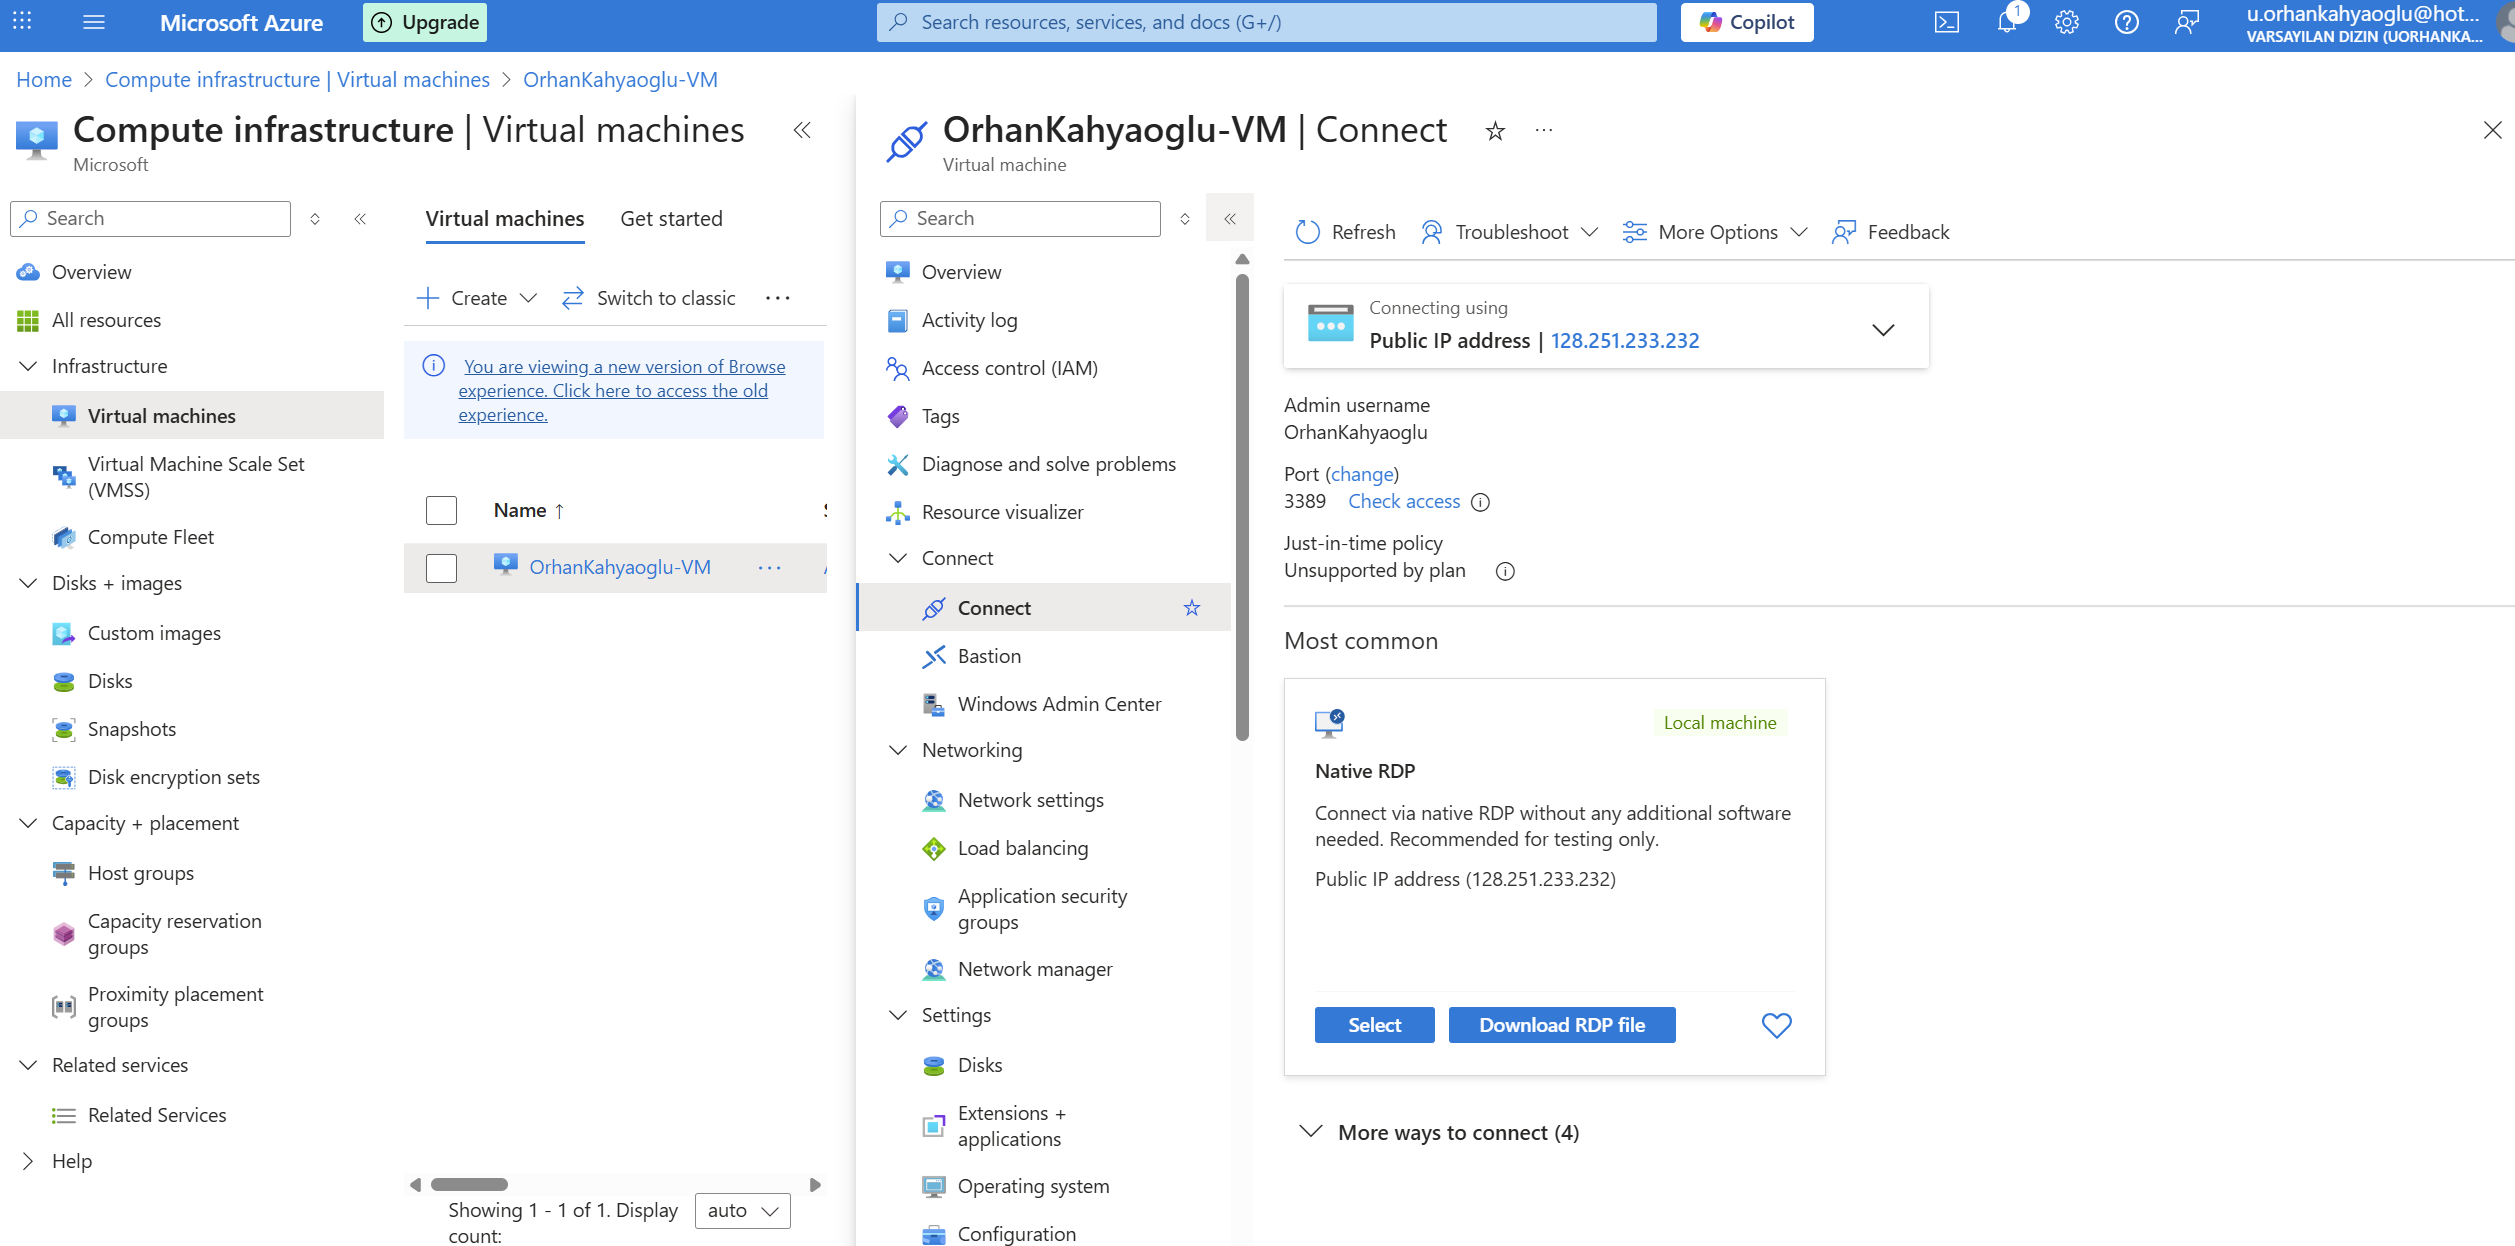 Microsoft Azure
Upgrade
Search resources, services, and docs (G+/)
Copilot
1
u.orhankahyaoglu@hot...
VARSAYILAN DIZIN (UORHANKA...
Home > Compute infrastructure | Virtual machines > OrhanKahyaoglu-VM
Compute infrastructure | Virtual machines
Microsoft
Search
Overview
All resources
Infrastructure
Virtual machines
Virtual Machine Scale Set
(VMSS)
Compute Fleet
Disks + images
Custom images
Disks
Snapshots
Disk encryption sets
Capacity + placement
Host groups
Capacity reservation
groups
Proximity placement
groups
Related services
Related Services
Help
Virtual machines
Get started
Create
Switch to classic
You are viewing a new version of Browse
experience. Click here to access the old
experience.
Name ↑
OrhanKahyaoglu-VM
Showing 1 - 1 of 1. Display
count:
auto
OrhanKahyaoglu-VM | Connect
Virtual machine
Search
Overview
Activity log
Access control (IAM)
Tags
Diagnose and solve problems
Resource visualizer
Connect
Connect
Bastion
Windows Admin Center
Networking
Network settings
Load balancing
Application security
groups
Network manager
Settings
Disks
Extensions +
applications
Operating system
Configuration
Refresh
Troubleshoot
More Options
Feedback
Connecting using
Public IP address | 128.251.233.232
Admin username
OrhanKahyaoglu
Port (change)
3389 Check access
Just-in-time policy
Unsupported by plan
Most common
Local machine
Native RDP
Connect via native RDP without any additional software
needed. Recommended for testing only.
Public IP address (128.251.233.232)
Select
Download RDP file
More ways to connect (4)